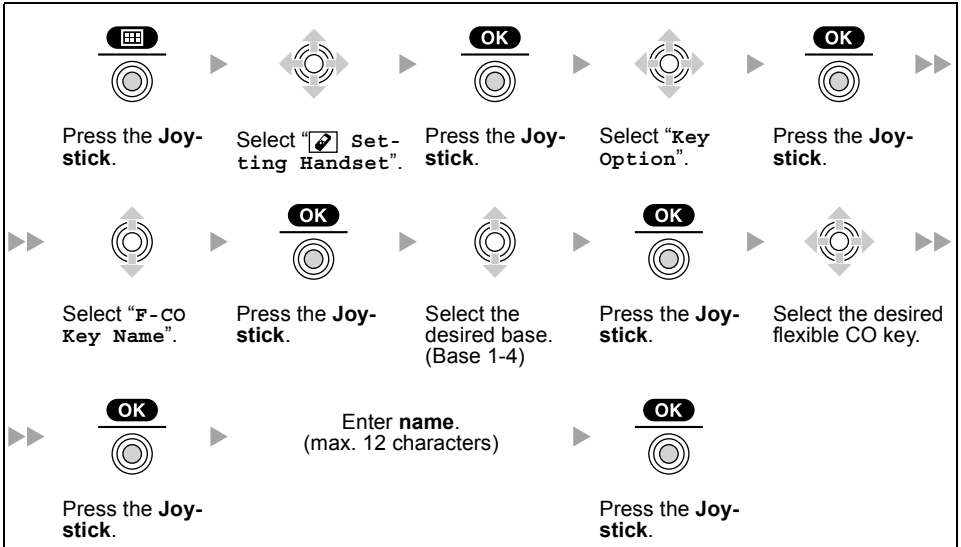 OK
OK
Press the Joy-
stick.
Select " Set-
ting Handset".
Press the Joy-
stick.
Select "Key
Option".
Press the Joy-
stick.
OK
OK
Select "F-CO
Key Name".
Press the Joy-
stick.
Select the
desired base.
(Base 1-4)
Press the Joy-
stick.
Select the desired
flexible CO key.
OK
Enter name.
(max. 12 characters)
OK
Press the Joy-
stick.
Press the Joy-
stick.